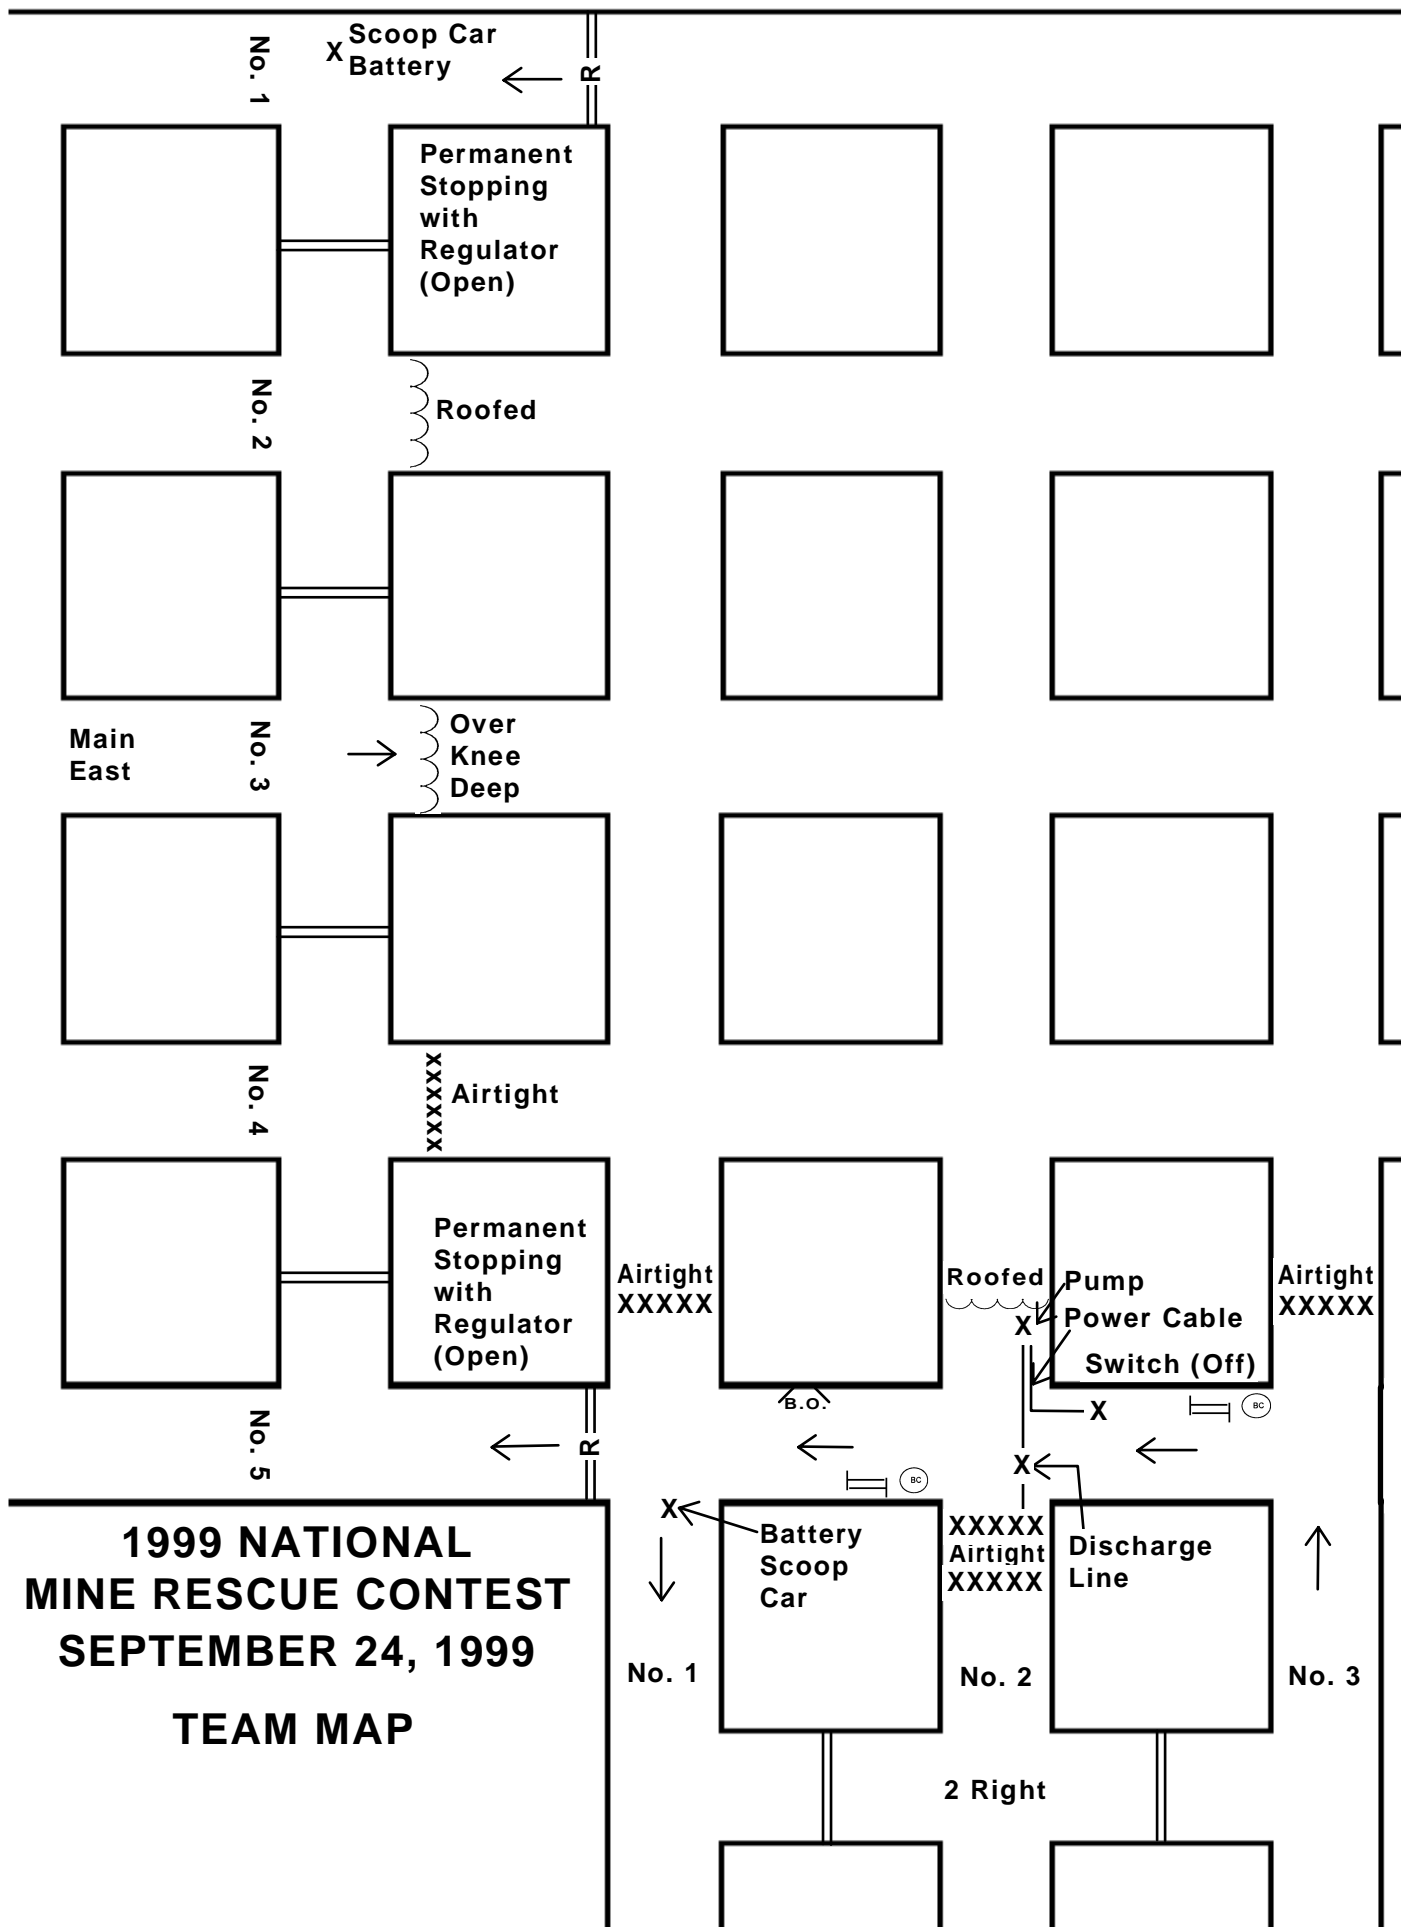 No. 1
X Scoop Car
Battery
R
Permanent
Stopping
with
Regulator
(Open)
No. 2
Roofed
Main
East
No. 3
Over
Knee
Deep
No. 4
XXXXXX
Airtight
Permanent
Stopping
with
Regulator
(Open)
Airtight
XXXXX
Roofed
Pump
X
Power Cable
Switch (Off)
Airtight
XXXXX
B.O.
X
BC
No. 5
R
BC
X
X
Battery
Scoop
Car
XXXXX
Airtight
XXXXX
Discharge
Line
1999 NATIONAL
MINE RESCUE CONTEST
SEPTEMBER 24, 1999
TEAM MAP
No. 1
No. 2
No. 3
2 Right